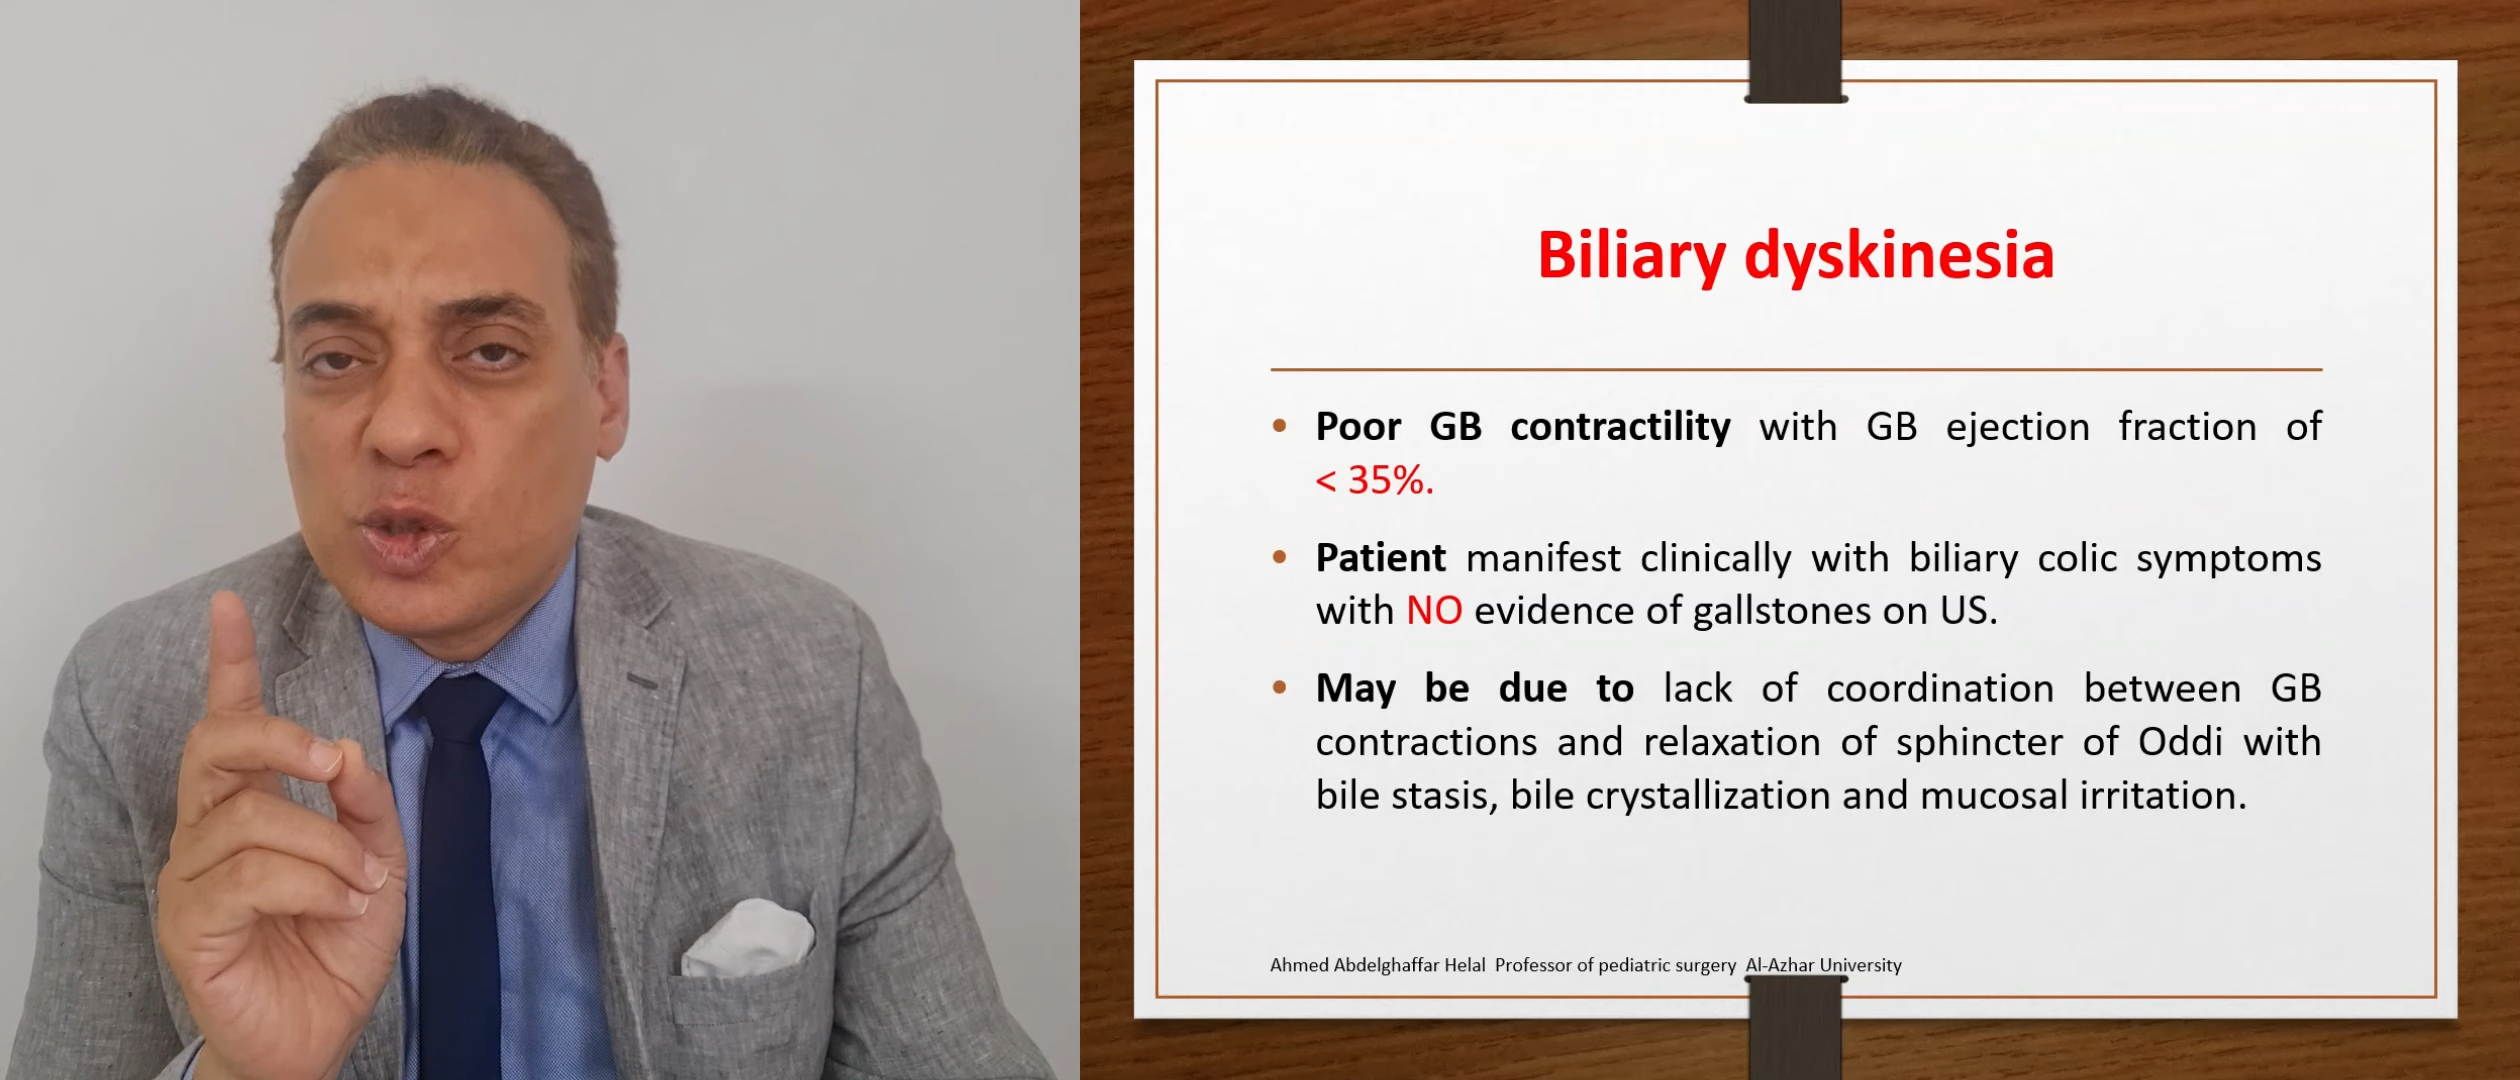 Biliary dyskinesia
• Poor GB contractility with GB ejection fraction of
< 35%.
• Patient manifest clinically with biliary colic symptoms
with NO evidence of gallstones on US.
• May be due to lack of coordination between GB
contractions and relaxation of sphincter of Oddi with
bile stasis, bile crystallization and mucosal irritation.
Ahmed Abdelghaffar Helal Professor of pediatric surgery Al-Azhar University